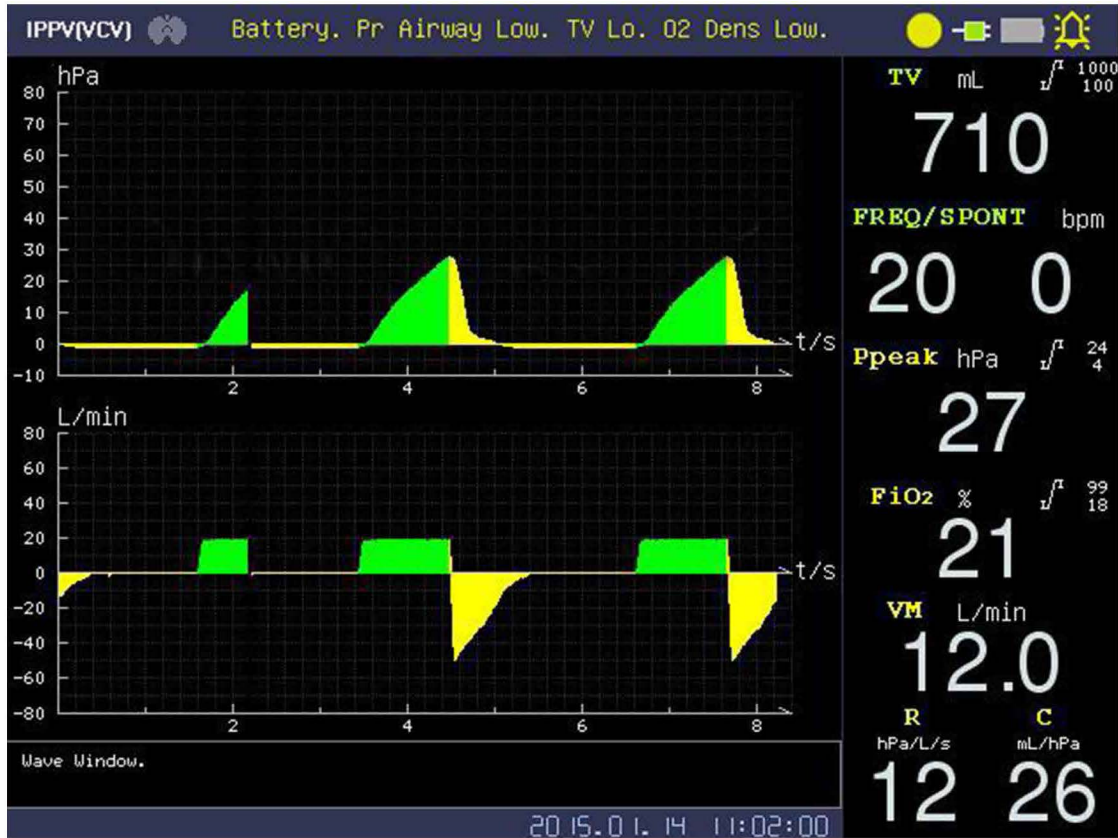 IPPV(VCV) Battery. Pr Airway Low. TV Lo. O2 Dens Low.
hPa
80
70
60
50
40
30
20
10
0
-10
t/s
2 4 6 8
L/min
80
60
40
20
0
-20
-40
-60
-80
t/s
2 4 6 8
Wave Window.
2015.01.14 11:02:00
TV mL 1000
100
710
FREQ/SPONT bpm
20 0
Ppeak hPa 24
4
27
FiO2 % 99
18
21
VM L/min
12.0
R C
hPa/L/s mL/hPa
12 26